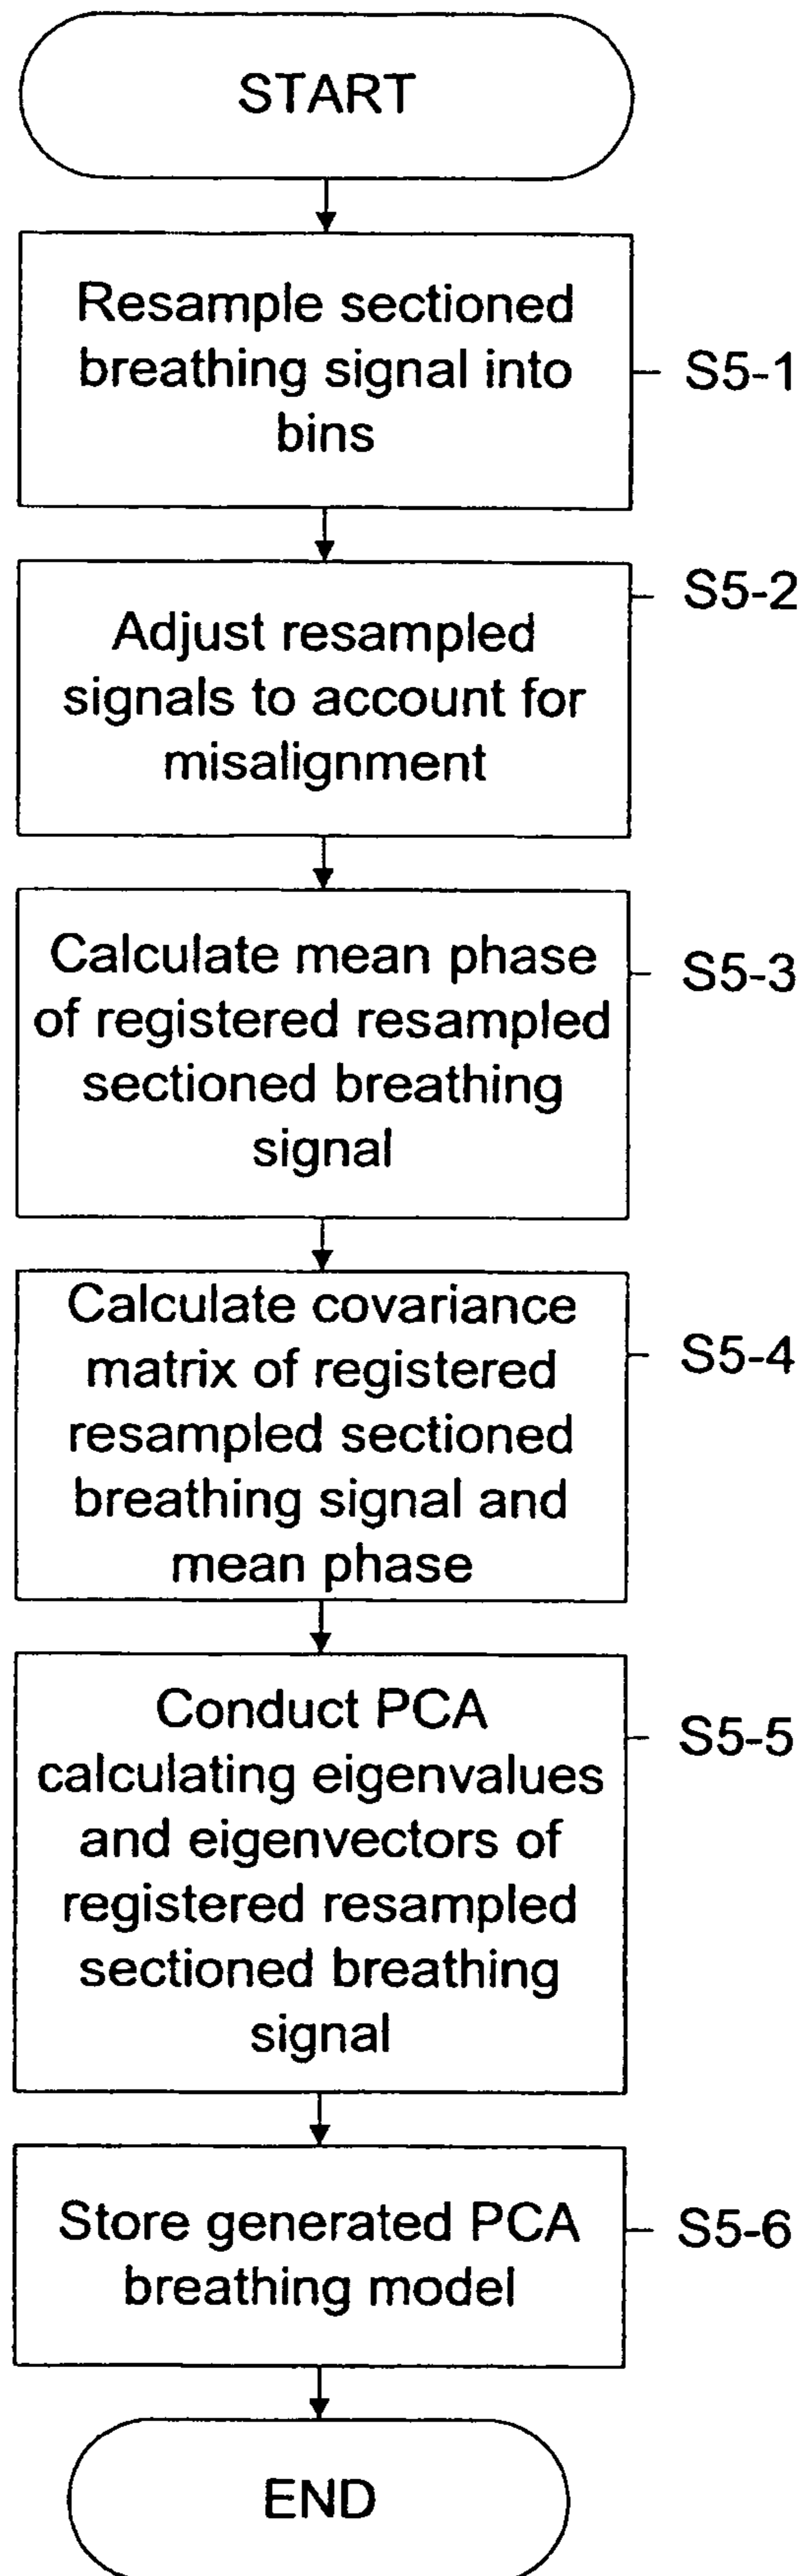 START
Resample sectioned
breathing signal into
bins
S5-1
Adjust resampled
signals to account for
misalignment
S5-2
Calculate mean phase
of registered resampled
sectioned breathing
signal
S5-3
Calculate covariance
matrix of registered
resampled sectioned
breathing signal and
mean phase
S5-4
Conduct PCA
calculating eigenvalues
and eigenvectors of
registered resampled
sectioned breathing
signal
S5-5
Store generated PCA
breathing model
S5-6
END